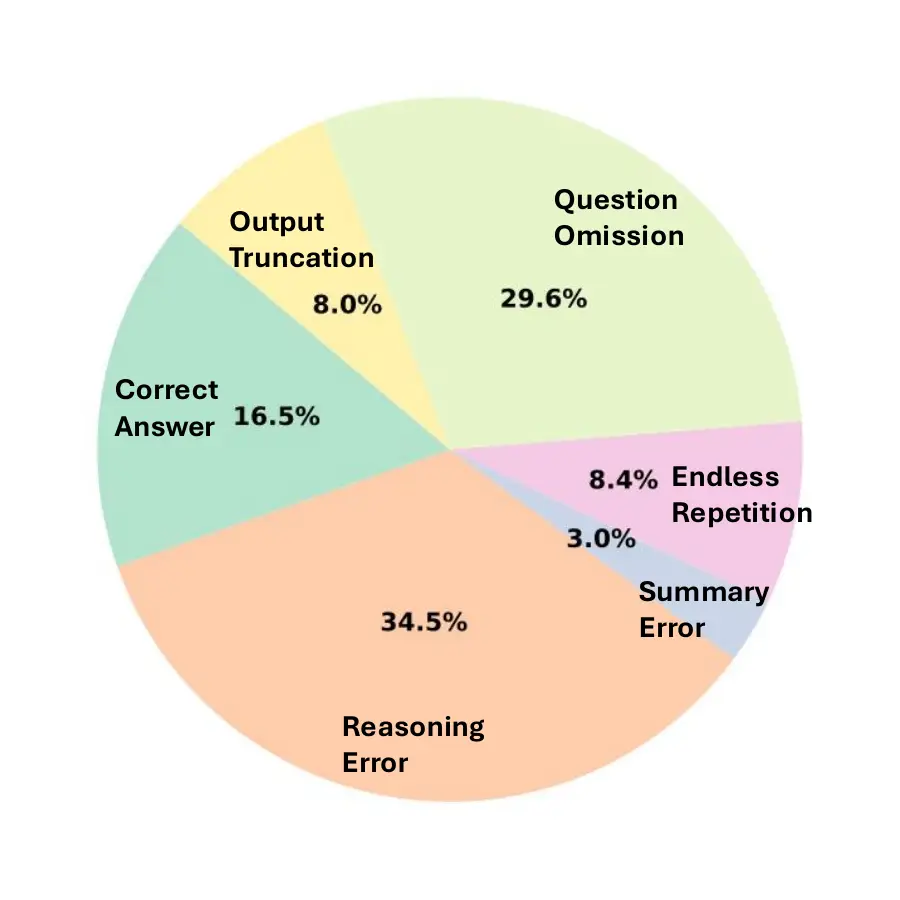 Question
Omission
29.6%
Output
Truncation
8.0%
Correct
Answer
16.5%
8.4%
Endless
Repetition
3.0%
Summary
Error
34.5%
Reasoning
Error